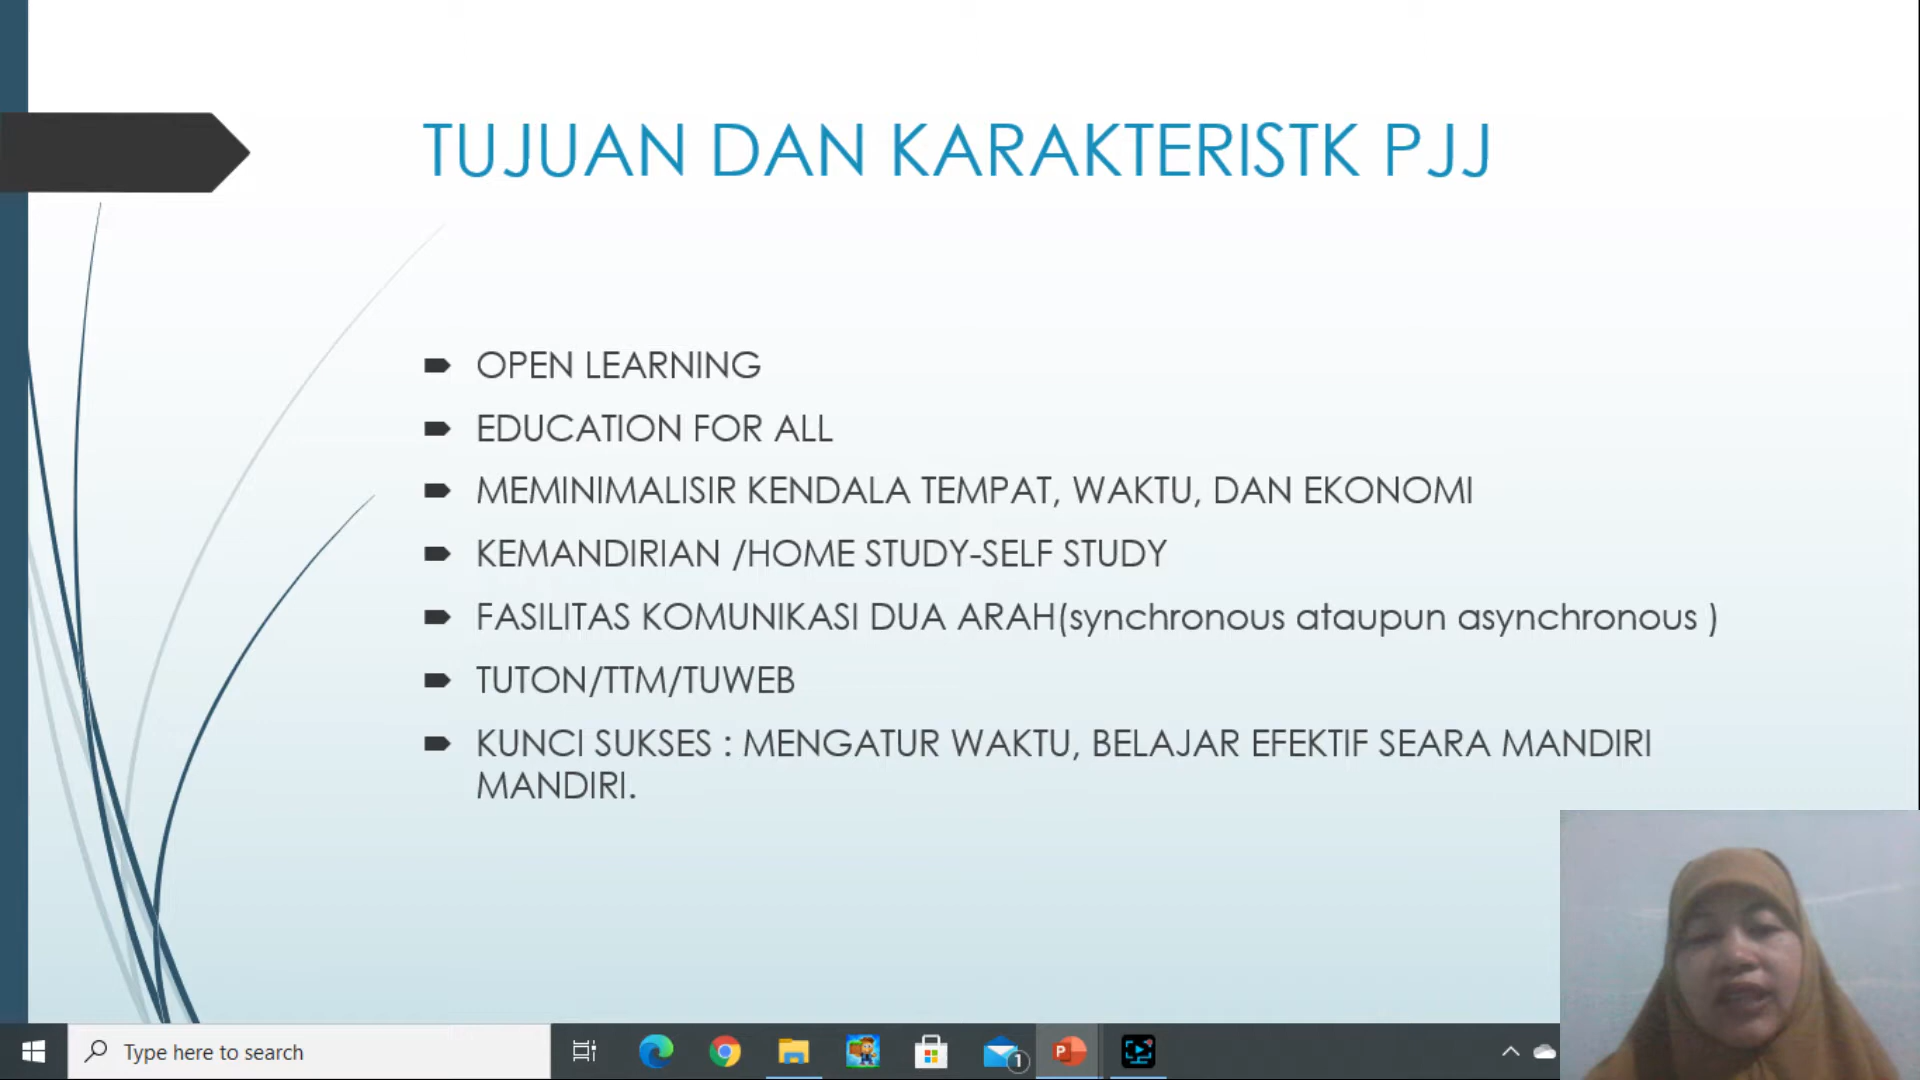 TUJUAN DAN KARAKTERISTK PJJ
OPEN LEARNING
EDUCATION FOR ALL
MEMINIMALISIR KENDALA TEMPAT, WAKTU, DAN EKONOMI
KEMANDIRIAN /HOME STUDY-SELF STUDY
FASILITAS KOMUNIKASI DUA ARAH(synchronous ataupun asynchronous )
TUTON/TTM/TUWEB
KUNCI SUKSES : MENGATUR WAKTU, BELAJAR EFEKTIF SEARA MANDIRI
MANDIRI.
Type here to search
1